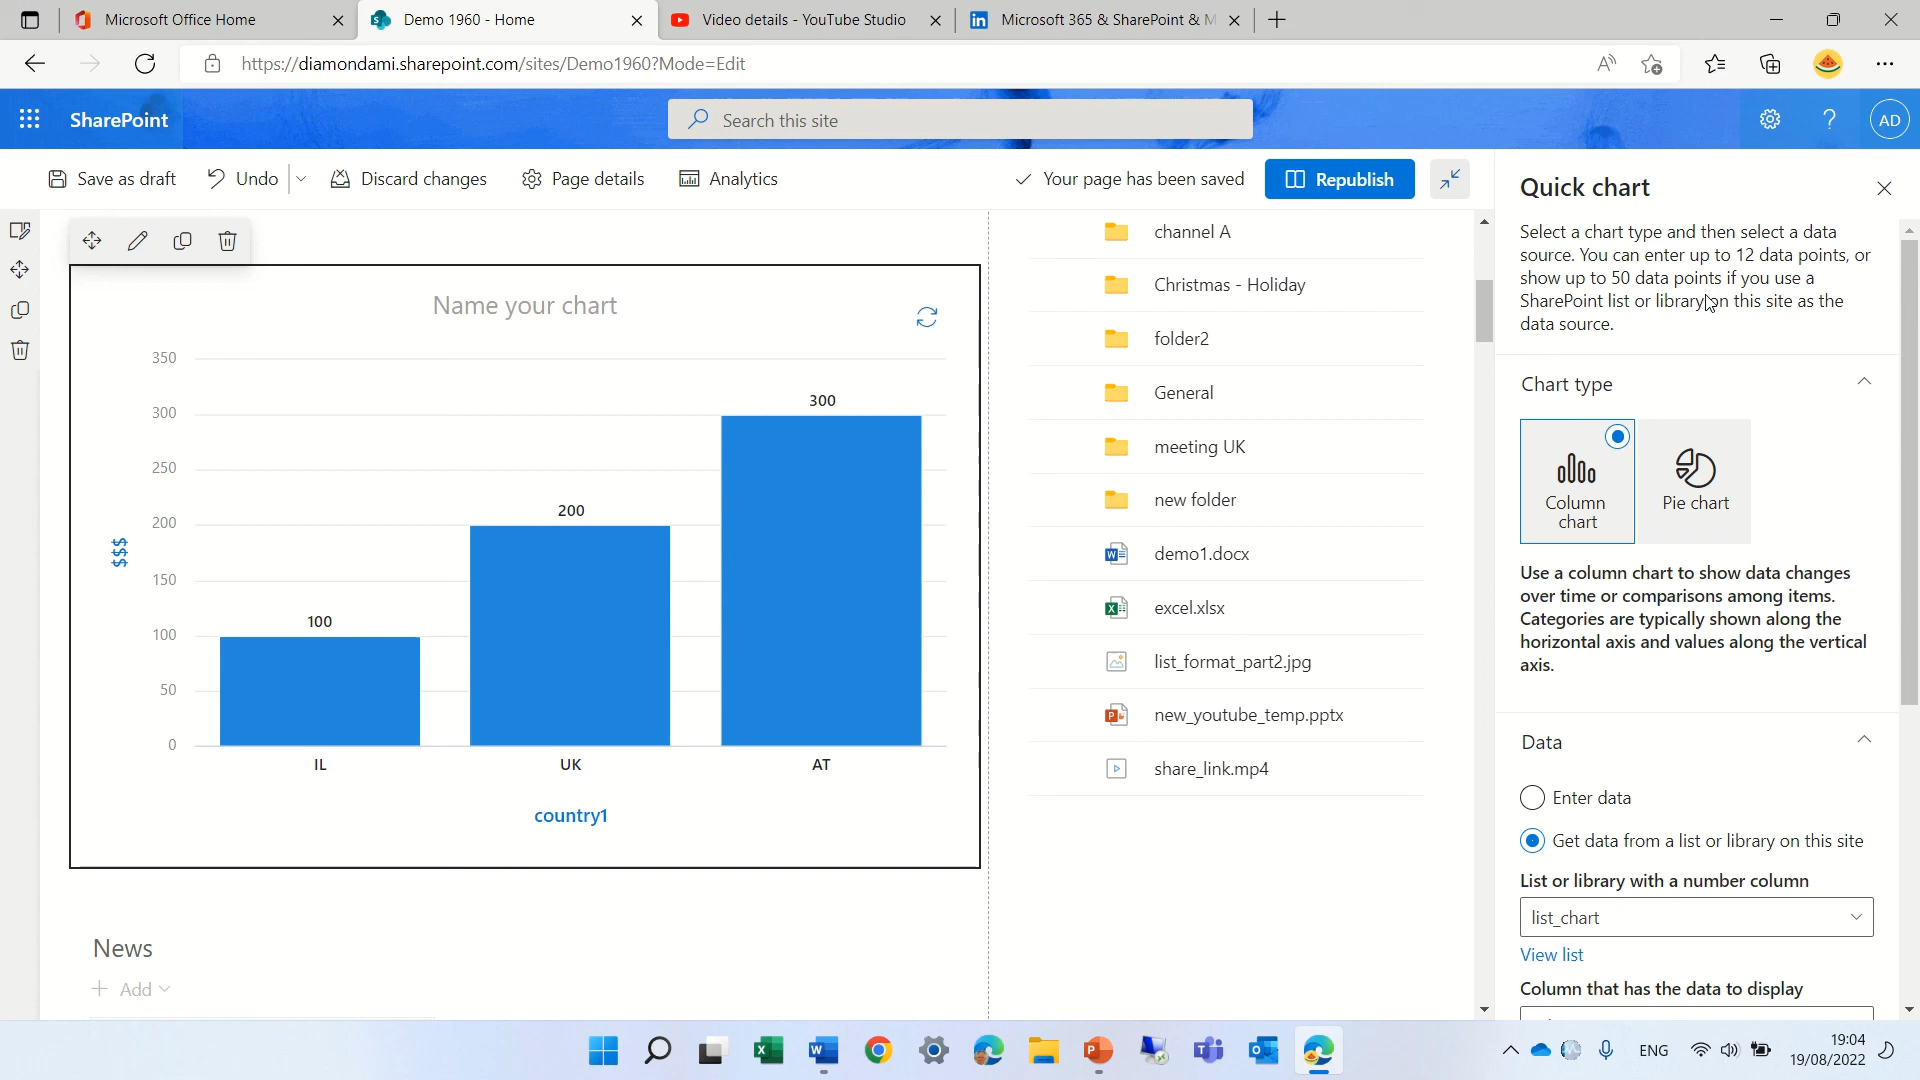 Microsoft Office Home
Demo 1960 - Home
Video details - YouTube Studio
Microsoft 365 & SharePoint & M
https://diamondami.sharepoint.com/sites/Demo1960?Mode=Edit
SharePoint
Search this site
AD
Save as draft
Undo
Discard changes
Page details
Analytics
Your page has been saved
Republish
Name your chart
350
300
250
200
150
100
50
0
$$$
100
200
300
IL
UK
AT
country1
News
Add
channel A
Christmas - Holiday
folder2
General
meeting UK
new folder
demo1.docx
excel.xlsx
list_format_part2.jpg
new_youtube_temp.pptx
share_link.mp4
Quick chart
Select a chart type and then select a data
source. You can enter up to 12 data points, or
show up to 50 data points if you use a
SharePoint list or library on this site as the
data source.
Chart type
Column
chart
Pie chart
Use a column chart to show data changes
over time or comparisons among items.
Categories are typically shown along the
horizontal axis and values along the vertical
axis.
Data
Enter data
Get data from a list or library on this site
List or library with a number column
list_chart
View list
Column that has the data to display
ENG
19:04
19/08/2022